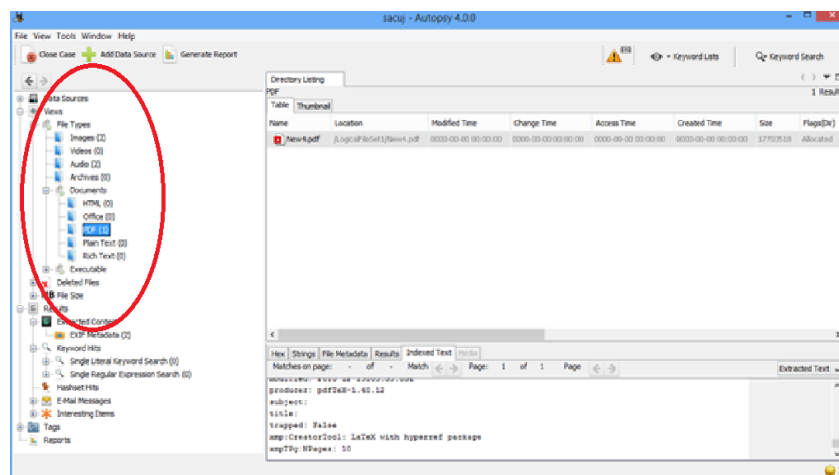 sacuj - Autopsy 4.0.0
File View Tools Window Help
Close Case Add Data Source Generate Report Keyword Lists Keyword Search
Directory Listing
PDF 1 Result
Table Thumbnail
Name Location Modified Time Change Time Access Time Created Time Size Flags(Dir)
New4.pdf /LogicalFileSet1/New4.pdf 0000-00-00 00:00:00 0000-00-00 00:00:00 0000-00-00 00:00:00 0000-00-00 00:00:00 17703518 Allocated
Data Sources
Views
File Types
Images (2)
Videos (0)
Audio (2)
Archives (0)
Documents
HTML (0)
Office (0)
PDF (1)
Plain Text (0)
Rich Text (0)
Executable
Deleted Files
MB File Size
Results
Extracted Content
EXIF Metadata (2)
Keyword Hits
Single Literal Keyword Search (0)
Single Regular Expression Search (0)
Hashset Hits
E-Mail Messages
Interesting Items
Tags
Reports
Hex Strings File Metadata Results Indexed Text Media
Matches on page: - of - Match Page: 1 of 1 Page Extracted Text
producer: pdfTeX-1.40.12
subject:
title:
trapped: False
xmp:CreatorTool: LaTeX with hyperref package
xmpTPg:NPages: 10